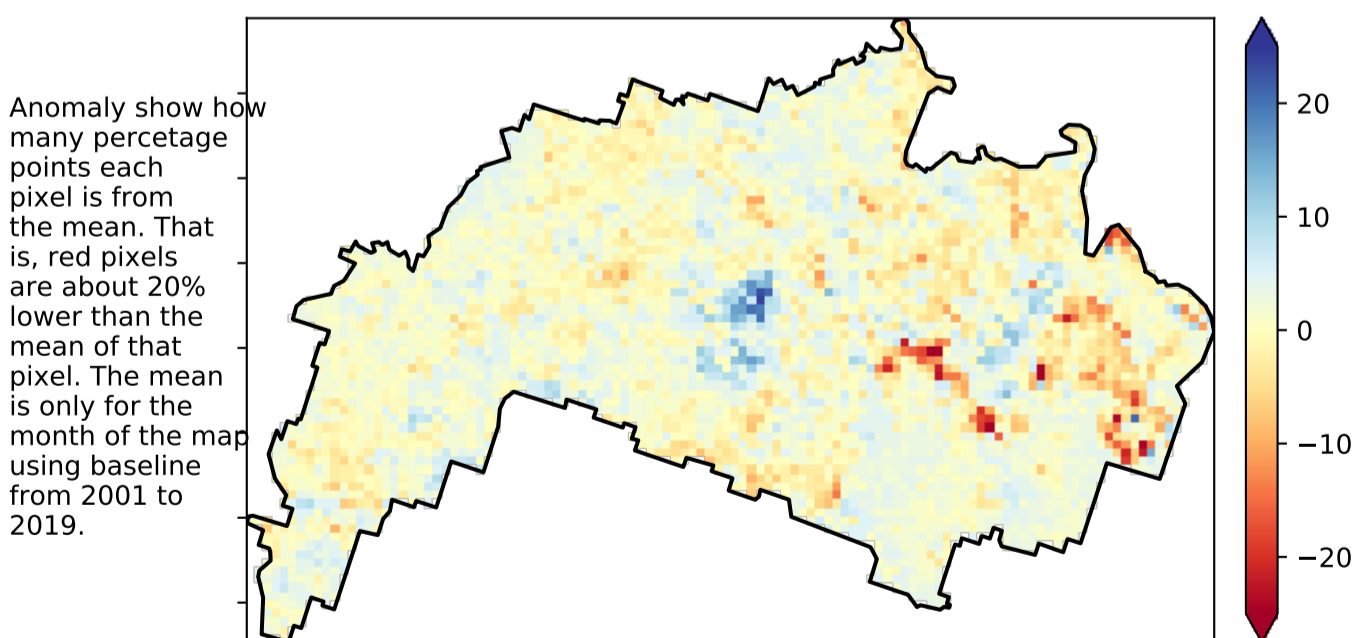 Anomaly show how
many percetage
points each
pixel is from
the mean. That
is, red pixels
are about 20%
lower than the
mean of that
pixel. The mean
is only for the
month of the map
using baseline
from 2001 to
2019.
20
10
0
−10
−20